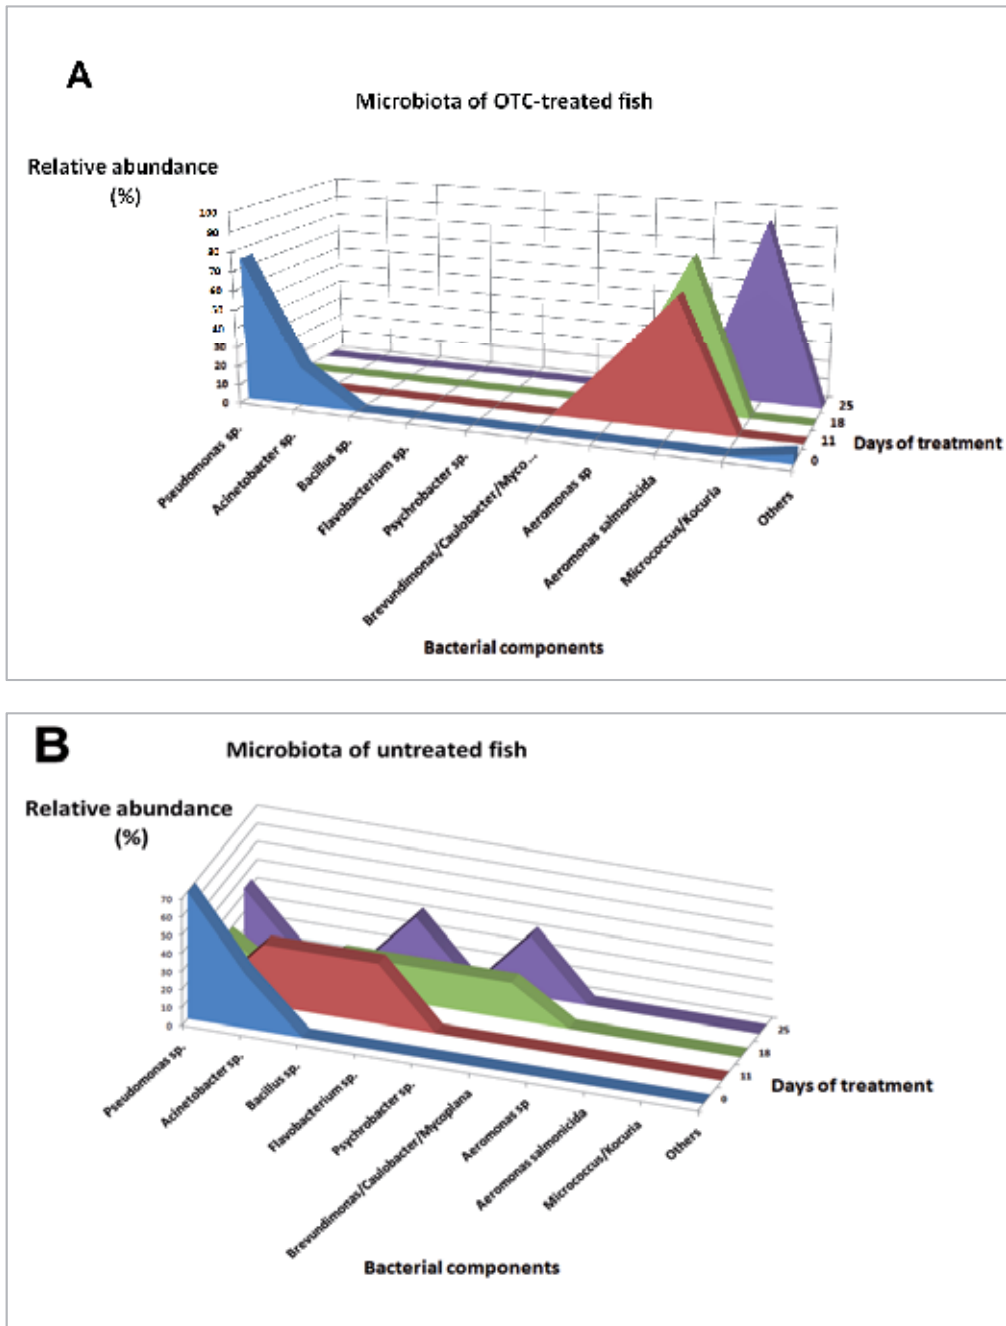 A
Microbiota of OTC-treated fish
Relative abundance
(%)
100
90
80
70
60
50
40
30
20
10
0
25
18
11
0
Days of treatment
Pseudomonas sp.
Acinetobacter sp.
Bacillus sp.
Flavobacterium sp.
Psychrobacter sp.
Brevundimonas/Caulobacter/Myco...
Aeromonas sp
Aeromonas salmonicida
Micrococcus/Kocuria
Others
Bacterial components
B
Microbiota of untreated fish
Relative abundance
(%)
70
60
50
40
30
20
10
0
25
18
11
0
Days of treatment
Pseudomonas sp.
Acinetobacter sp.
Bacillus sp.
Flavobacterium sp.
Psychrobacter sp.
Brevundimonas/Caulobacter/Mycoplana
Aeromonas sp
Aeromonas salmonicida
Micrococcus/Kocuria
Others
Bacterial components